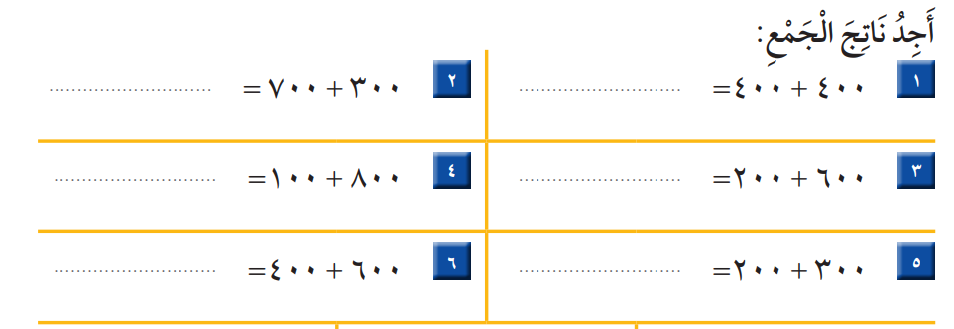 أَجِدُ نَاتِجَ الْجَمْعِ:
١ ٤٠٠ + ٤٠٠ = ..............................
٢ ٣٠٠ + ٧٠٠ = ..............................
٣ ٦٠٠ + ٢٠٠ = ..............................
٤ ٨٠٠ + ١٠٠ = ..............................
٥ ٣٠٠ + ٢٠٠ = ..............................
٦ ٦٠٠ + ٤٠٠ = ..............................